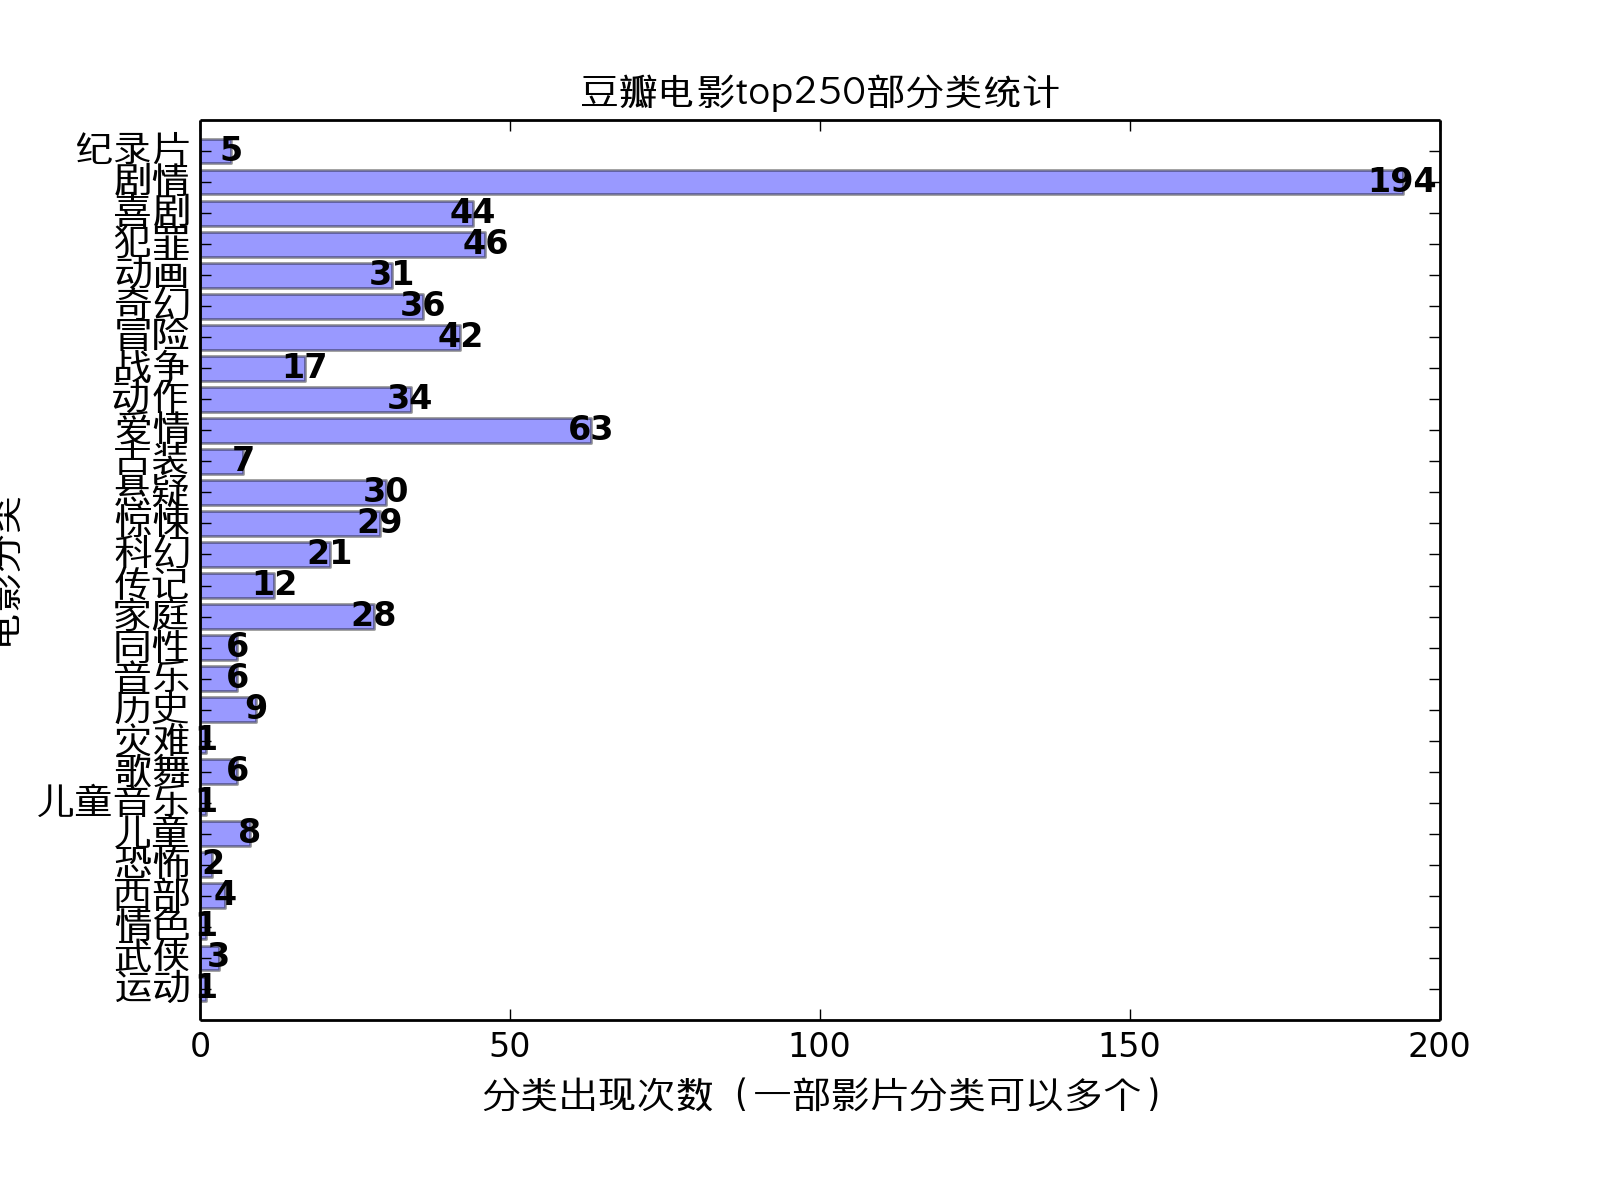 豆瓣电影top250部分类统计
纪录片 5
剧情 194
喜剧 44
犯罪 46
动画 31
奇幻 36
冒险 42
战争 17
动作 34
爱情 63
古装 7
悬疑 30
惊悚 29
科幻 21
传记 12
家庭 28
同性 6
音乐 6
历史 9
灾难 1
歌舞 6
儿童音乐 1
儿童 8
恐怖 2
西部 4
情色 1
武侠 3
运动 1
电影分类
0 50 100 150 200
分类出现次数（一部影片分类可以多个）